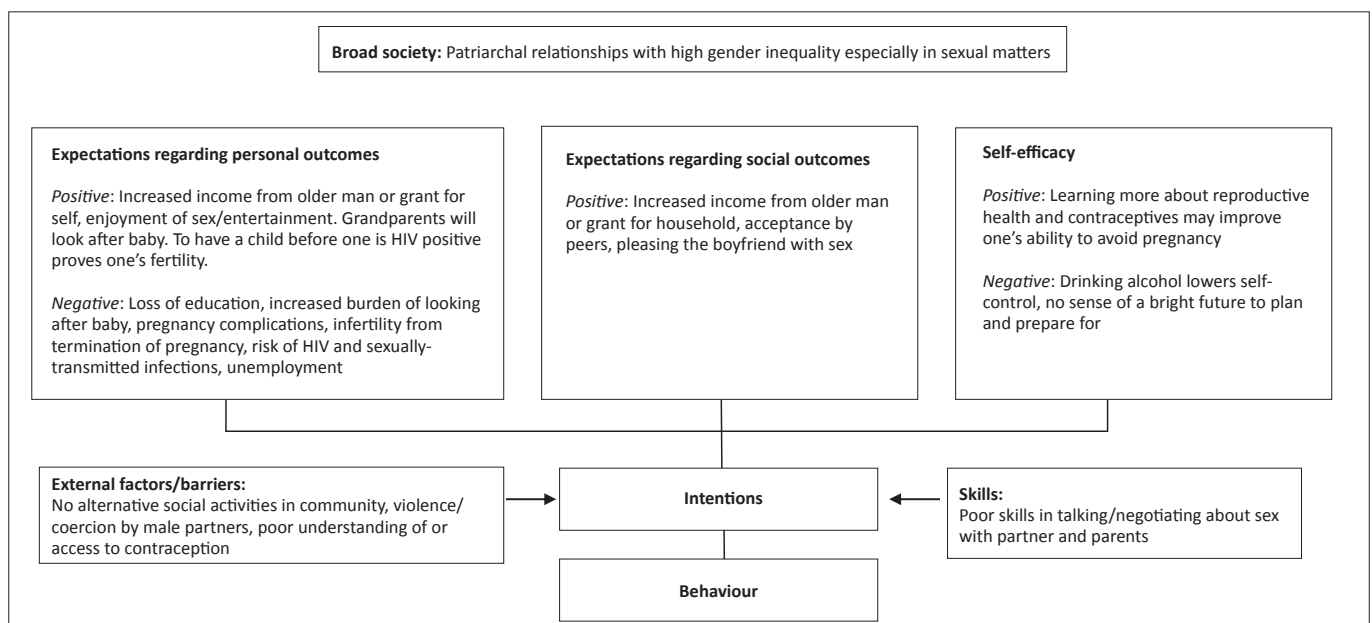 Broad society: Patriarchal relationships with high gender inequality especially in sexual matters
Expectations regarding personal outcomes
Positive: Increased income from older man or grant for
self, enjoyment of sex/entertainment. Grandparents will
look after baby. To have a child before one is HIV positive
proves one's fertility.
Negative: Loss of education, increased burden of looking
after baby, pregnancy complications, infertility from
termination of pregnancy, risk of HIV and sexually-
transmitted infections, unemployment
Expectations regarding social outcomes
Positive: Increased income from older man
or grant for household, acceptance by
peers, pleasing the boyfriend with sex
Self-efficacy
Positive: Learning more about reproductive
health and contraceptives may improve
one's ability to avoid pregnancy
Negative: Drinking alcohol lowers self-
control, no sense of a bright future to plan
and prepare for
External factors/barriers:
No alternative social activities in community, violence/
coercion by male partners, poor understanding of or
access to contraception
Intentions
Skills:
Poor skills in talking/negotiating about sex
with partner and parents
Behaviour